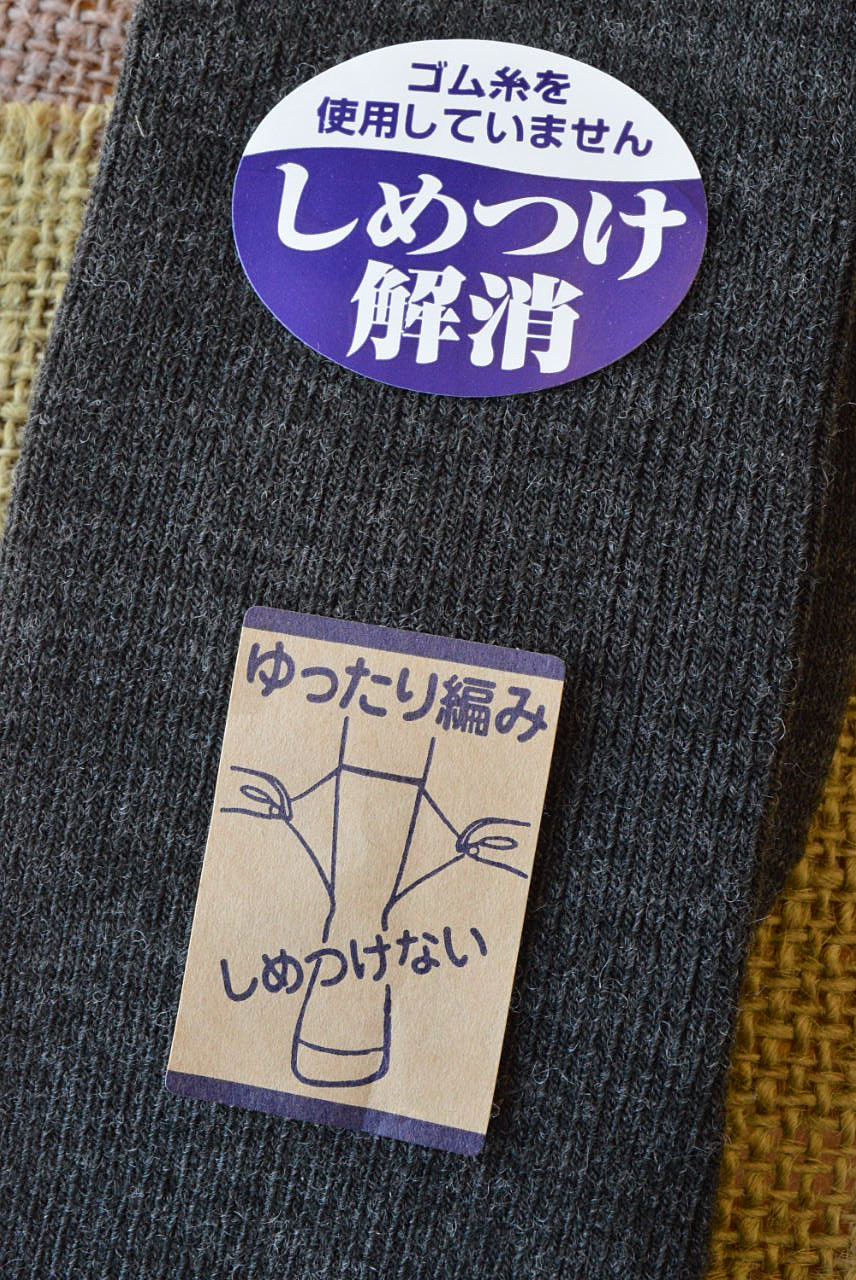 ゴム糸を
使用していません
しめつけ
解消
ゆったり編み
しめつけない